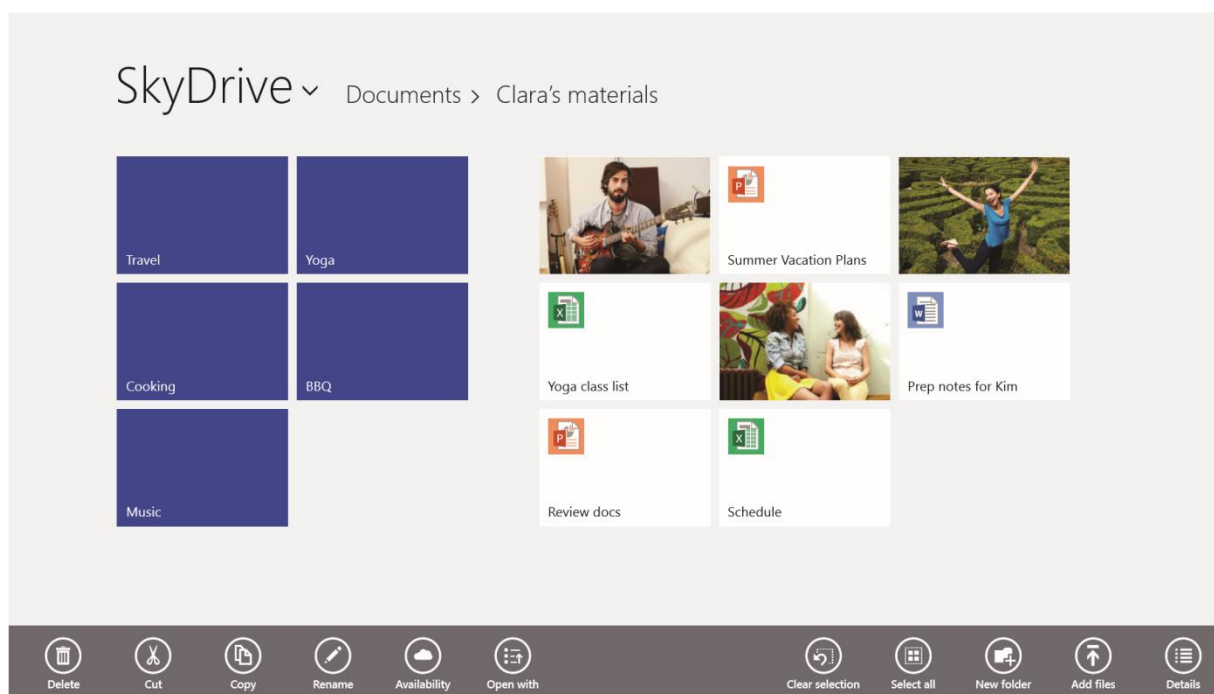 SkyDrive Documents > Clara's materials
Travel
Yoga
Summer Vacation Plans
Cooking
BBQ
Yoga class list
Prep notes for Kim
Music
Review docs
Schedule
Delete
Cut
Copy
Rename
Availability
Open with
Clear selection
Select all
New folder
Add files
Details